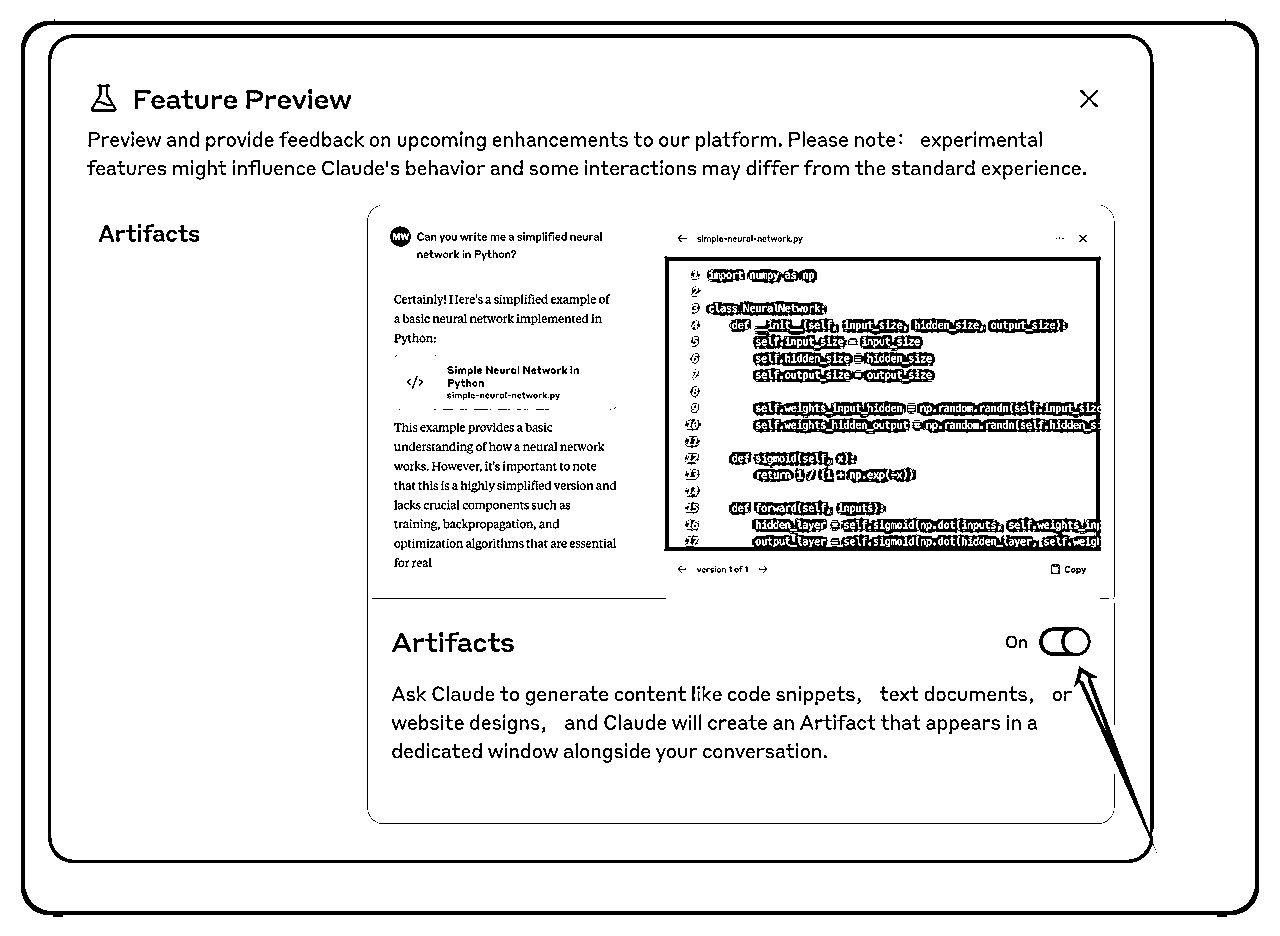 Feature Preview
Preview and provide feedback on upcoming enhancements to our platform. Please note: experimental
features might influence Claude's behavior and some interactions may differ from the standard experience.
Artifacts
MW Can you write me a simplified neural
network in Python?
Certainly! Here's a simplified example of
a basic neural network implemented in
Python:
</> Simple Neural Network in
Python
simple-neural-network.py
This example provides a basic
understanding of how a neural network
works. However, it's important to note
that this is a highly simplified version and
lacks crucial components such as
training, backpropagation, and
optimization algorithms that are essential
for real
simple-neural-network.py
1 import numpy as np
2
3 class NeuralNetwork:
4 def __init__(self, input_size, hidden_size, output_size):
5 self.input_size = input_size
6 self.hidden_size = hidden_size
7 self.output_size = output_size
8
9 self.weights_input_hidden = np.random.randn(self.input_size
10 self.weights_hidden_output = np.random.randn(self.hidden_si
11
12 def sigmoid(self, x):
13 return 1 / (1 + np.exp(-x))
14
15 def forward(self, inputs):
16 hidden_layer = self.sigmoid(np.dot(inputs, self.weights_inp
17 output_layer = self.sigmoid(np.dot(hidden_layer, self.weigh
version 1 of 1
Copy
Artifacts
On
Ask Claude to generate content like code snippets, text documents, or
website designs, and Claude will create an Artifact that appears in a
dedicated window alongside your conversation.